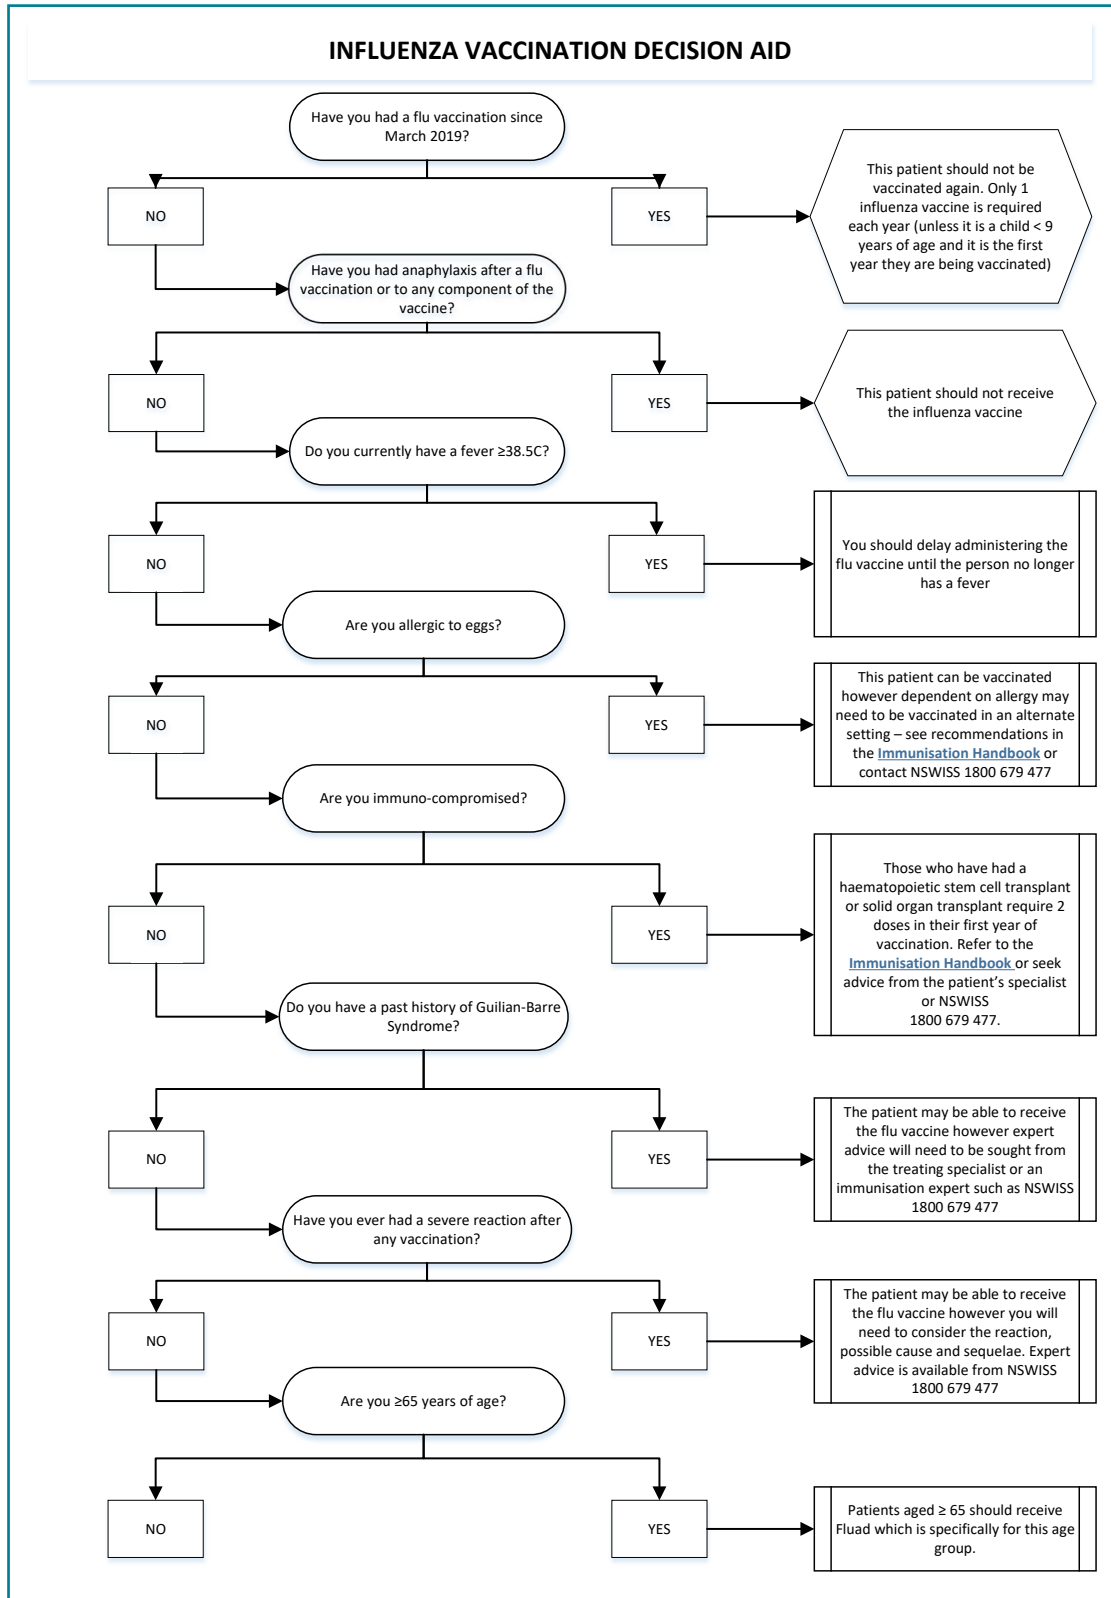 INFLUENZA VACCINATION DECISION AID
Have you had a flu vaccination since
March 2019?
NO
YES
This patient should not be
vaccinated again. Only 1
influenza vaccine is required
each year (unless it is a child < 9
years of age and it is the first
year they are being vaccinated)
Have you had anaphylaxis after a flu
vaccination or to any component of the
vaccine?
NO
YES
This patient should not receive
the influenza vaccine
Do you currently have a fever ≥38.5C?
NO
YES
You should delay administering the
flu vaccine until the person no longer
has a fever
Are you allergic to eggs?
NO
YES
This patient can be vaccinated
however dependent on allergy may
need to be vaccinated in an alternate
setting – see recommendations in
the Immunisation Handbook or
contact NSWISS 1800 679 477
Are you immuno-compromised?
NO
YES
Those who have had a
haematopoietic stem cell transplant
or solid organ transplant require 2
doses in their first year of
vaccination. Refer to the
Immunisation Handbook or seek
advice from the patient's specialist
or NSWISS
1800 679 477.
Do you have a past history of Guilian-Barre
Syndrome?
NO
YES
The patient may be able to receive
the flu vaccine however expert
advice will need to be sought from
the treating specialist or an
immunisation expert such as NSWISS
1800 679 477
Have you ever had a severe reaction after
any vaccination?
NO
YES
The patient may be able to receive
the flu vaccine however you will
need to consider the reaction,
possible cause and sequelae. Expert
advice is available from NSWISS
1800 679 477
Are you ≥65 years of age?
NO
YES
Patients aged ≥ 65 should receive
Fluad which is specifically for this age
group.